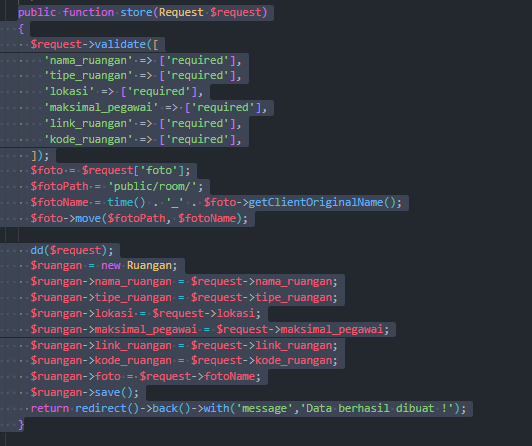 public function store(Request $request)
{
$request->validate([
'nama_ruangan' => ['required'],
'tipe_ruangan' => ['required'],
'lokasi' => ['required'],
'maksimal_pegawai' => ['required'],
'link_ruangan' => ['required'],
'kode_ruangan' => ['required'],
]);
$foto = $request['foto'];
$fotoPath = 'public/room/';
$fotoName = time() . '_' . $foto->getClientOriginalName();
$foto->move($fotoPath, $fotoName);
dd($request);
$ruangan = new Ruangan;
$ruangan->nama_ruangan = $request->nama_ruangan;
$ruangan->tipe_ruangan = $request->tipe_ruangan;
$ruangan->lokasi = $request->lokasi;
$ruangan->maksimal_pegawai = $request->maksimal_pegawai;
$ruangan->link_ruangan = $request->link_ruangan;
$ruangan->kode_ruangan = $request->kode_ruangan;
$ruangan->foto = $request->fotoName;
$ruangan->save();
return redirect()->back()->with('message','Data berhasil dibuat !');
}